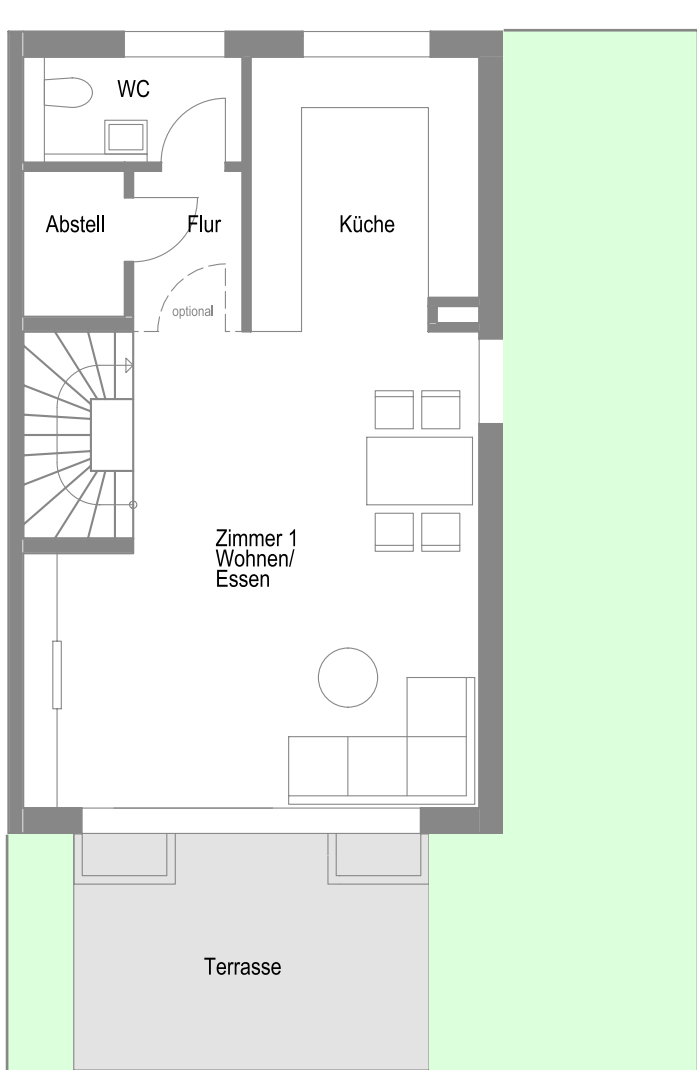 WC
Abstell
Flur
Küche
optional
Zimmer 1
Wohnen/
Essen
Terrasse